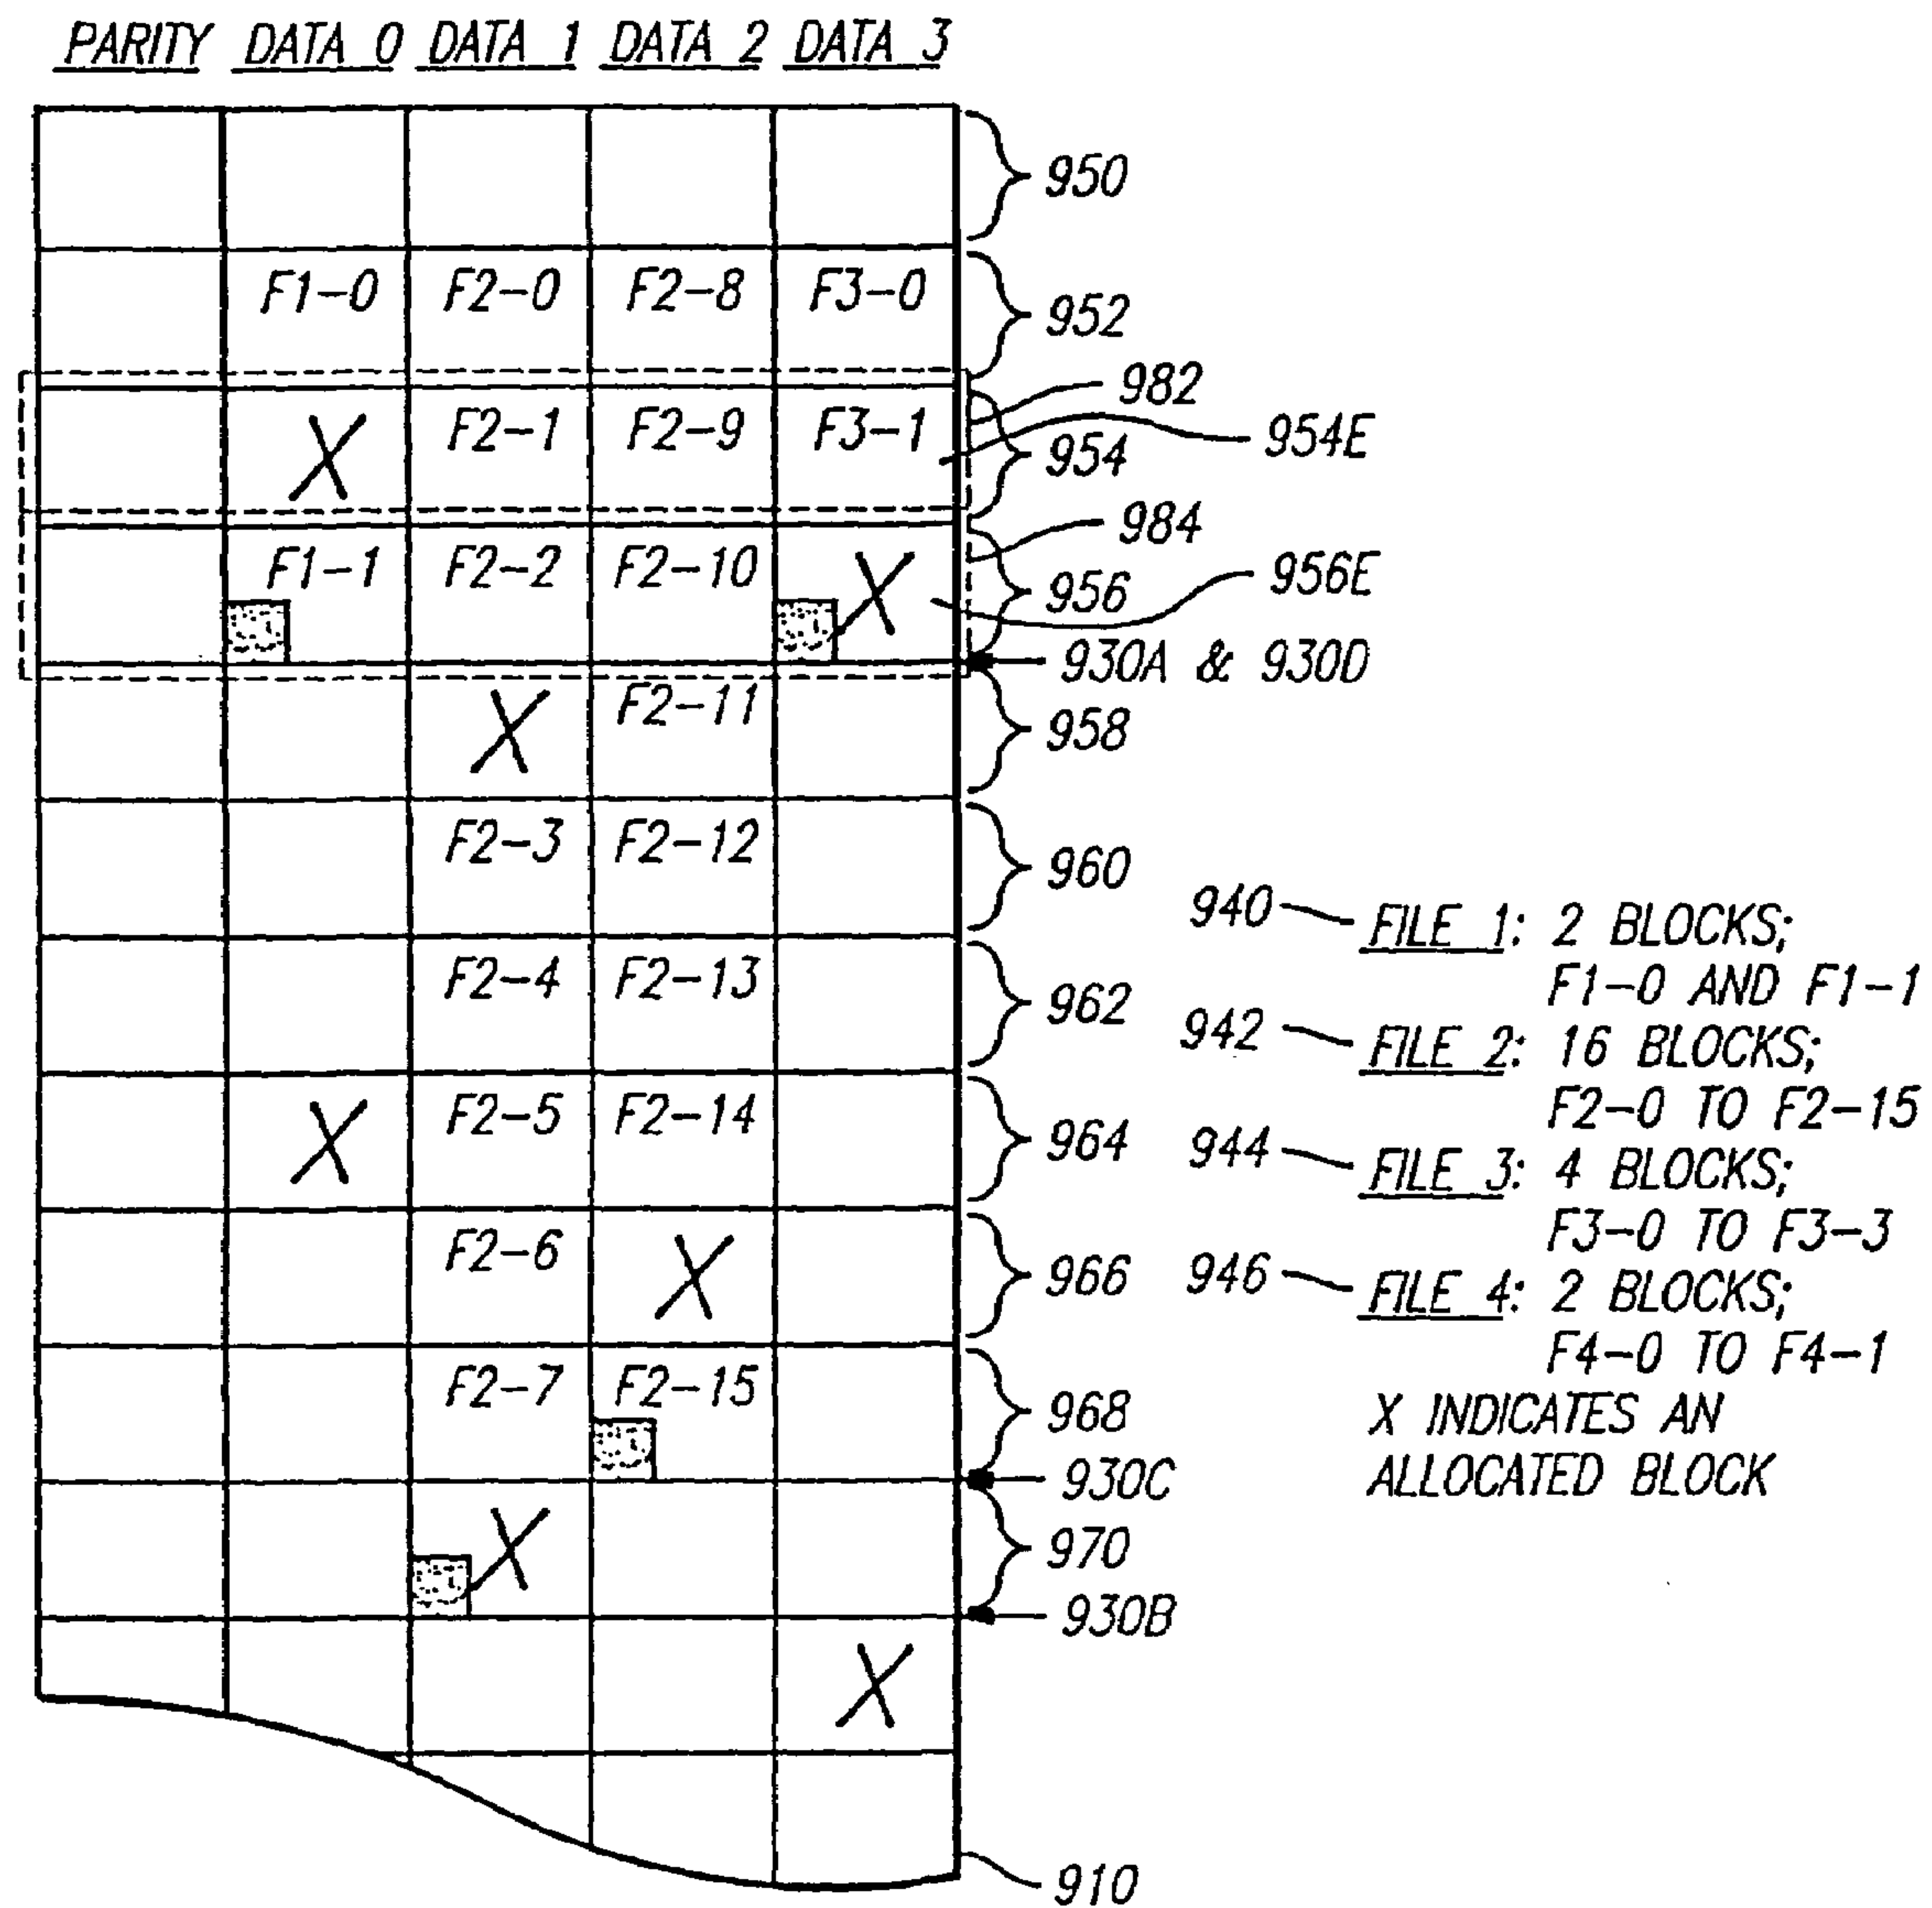 PARITY DATA 0 DATA 1 DATA 2 DATA 3
950
F1-0 F2-0 F2-8 F3-0
952
982
X F2-1 F2-9 F3-1
954E
954
984
F1-1 F2-2 F2-10 X
956E
956
930A & 930D
X F2-11
958
F2-3 F2-12
960
940 FILE 1: 2 BLOCKS;
F1-0 AND F1-1
F2-4 F2-13
962
942 FILE 2: 16 BLOCKS;
F2-0 TO F2-15
X F2-5 F2-14
964
944 FILE 3: 4 BLOCKS;
F3-0 TO F3-3
F2-6 X
966
946 FILE 4: 2 BLOCKS;
F4-0 TO F4-1
F2-7 F2-15
968
X INDICATES AN
ALLOCATED BLOCK
930C
X
970
930B
X
910